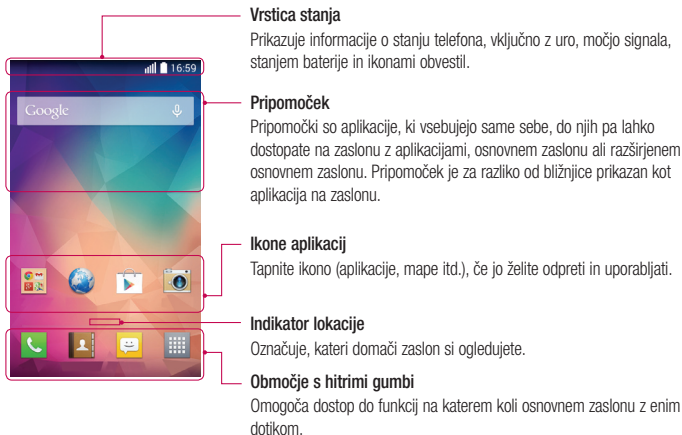 Vrstica stanja
Prikazuje informacije o stanju telefona, vključno z uro, močjo signala,
stanjem baterije in ikonami obvestil.
16:59
Google
Pripomoček
Pripomočki so aplikacije, ki vsebujejo same sebe, do njih pa lahko
dostopate na zaslonu z aplikacijami, osnovnem zaslonu ali razširjenem
osnovnem zaslonu. Pripomoček je za razliko od bližnjice prikazan kot
aplikacija na zaslonu.
Ikone aplikacij
Tapnite ikono (aplikacije, mape itd.), če jo želite odpreti in uporabljati.
Indikator lokacije
Označuje, kateri domači zaslon si ogledujete.
Območje s hitrimi gumbi
Omogoča dostop do funkcij na katerem koli osnovnem zaslonu z enim
dotikom.